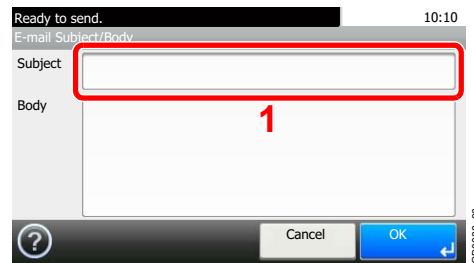 Ready to send.
10:10
E-mail Subject/Body
Subject
Body
1
?
Cancel
OK